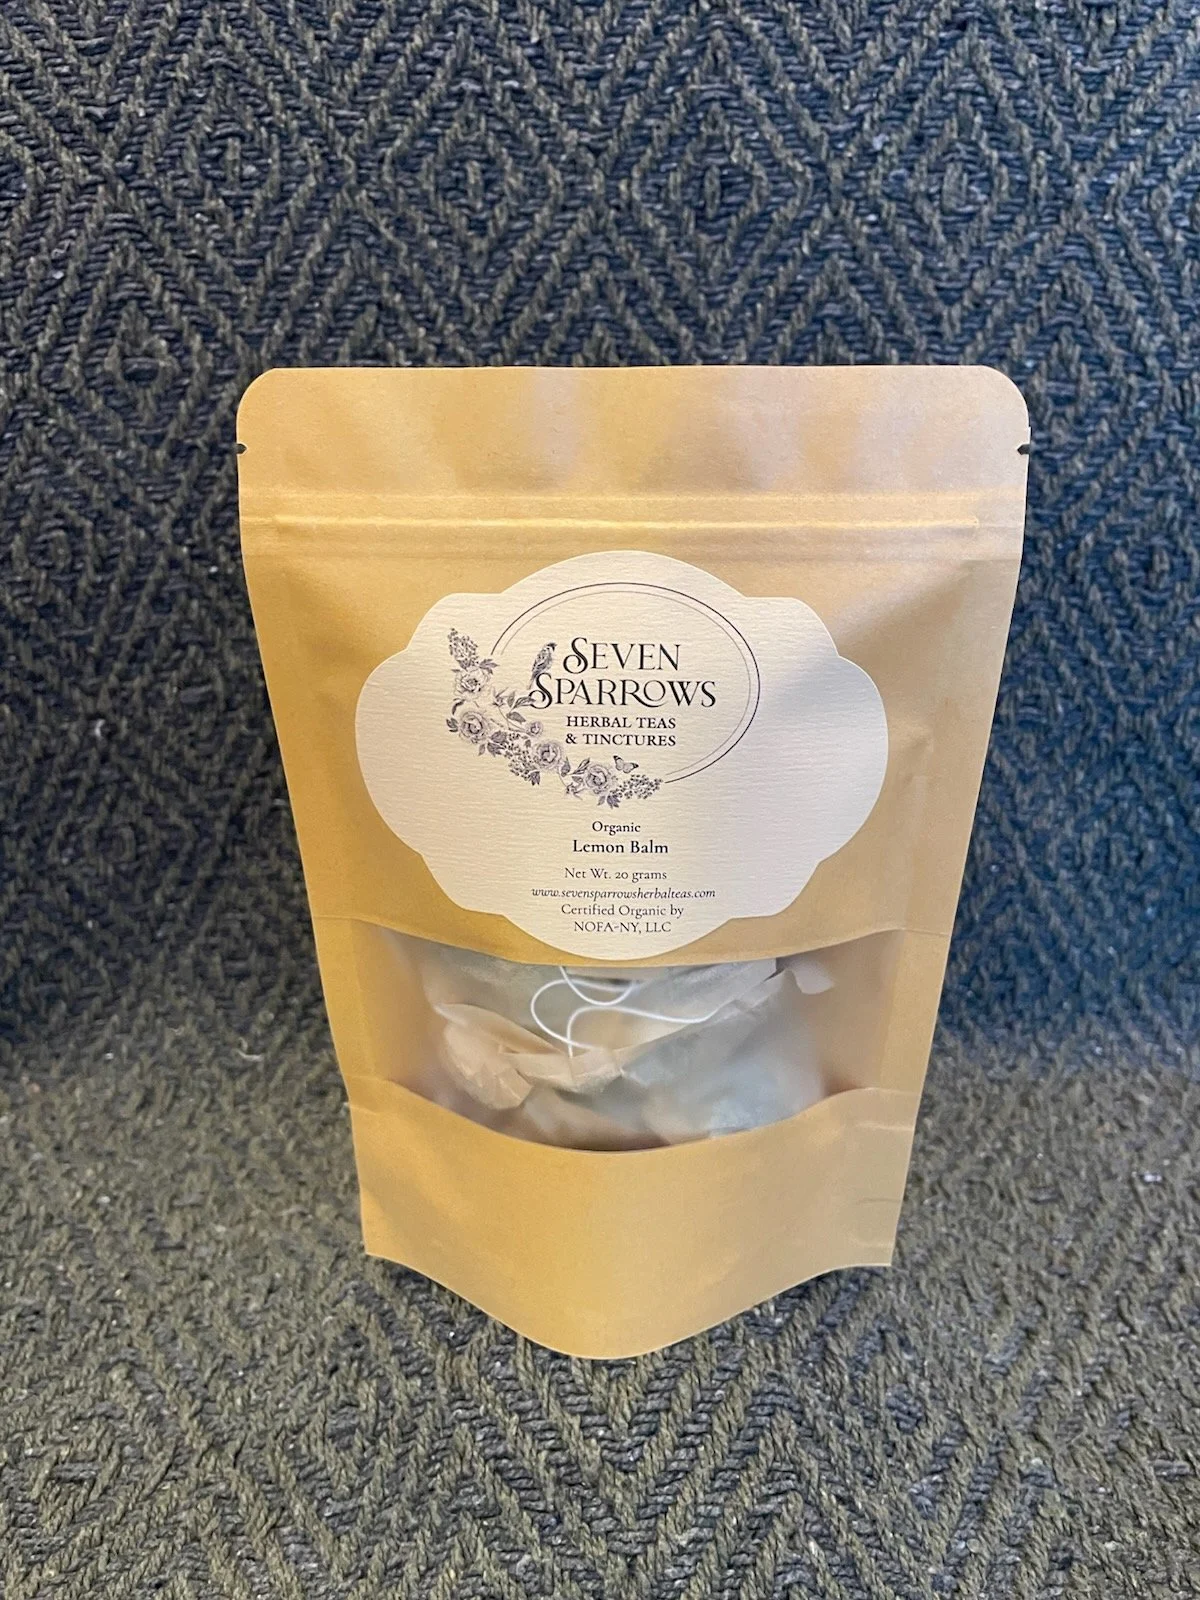 SEVEN
SPARROWS
HERBAL TEAS
& TINCTURES
Organic
Lemon Balm
Net Wt. 20 grams
www.sevensparrowsherbalteas.com
Certified Organic by
NOFA-NY, LLC